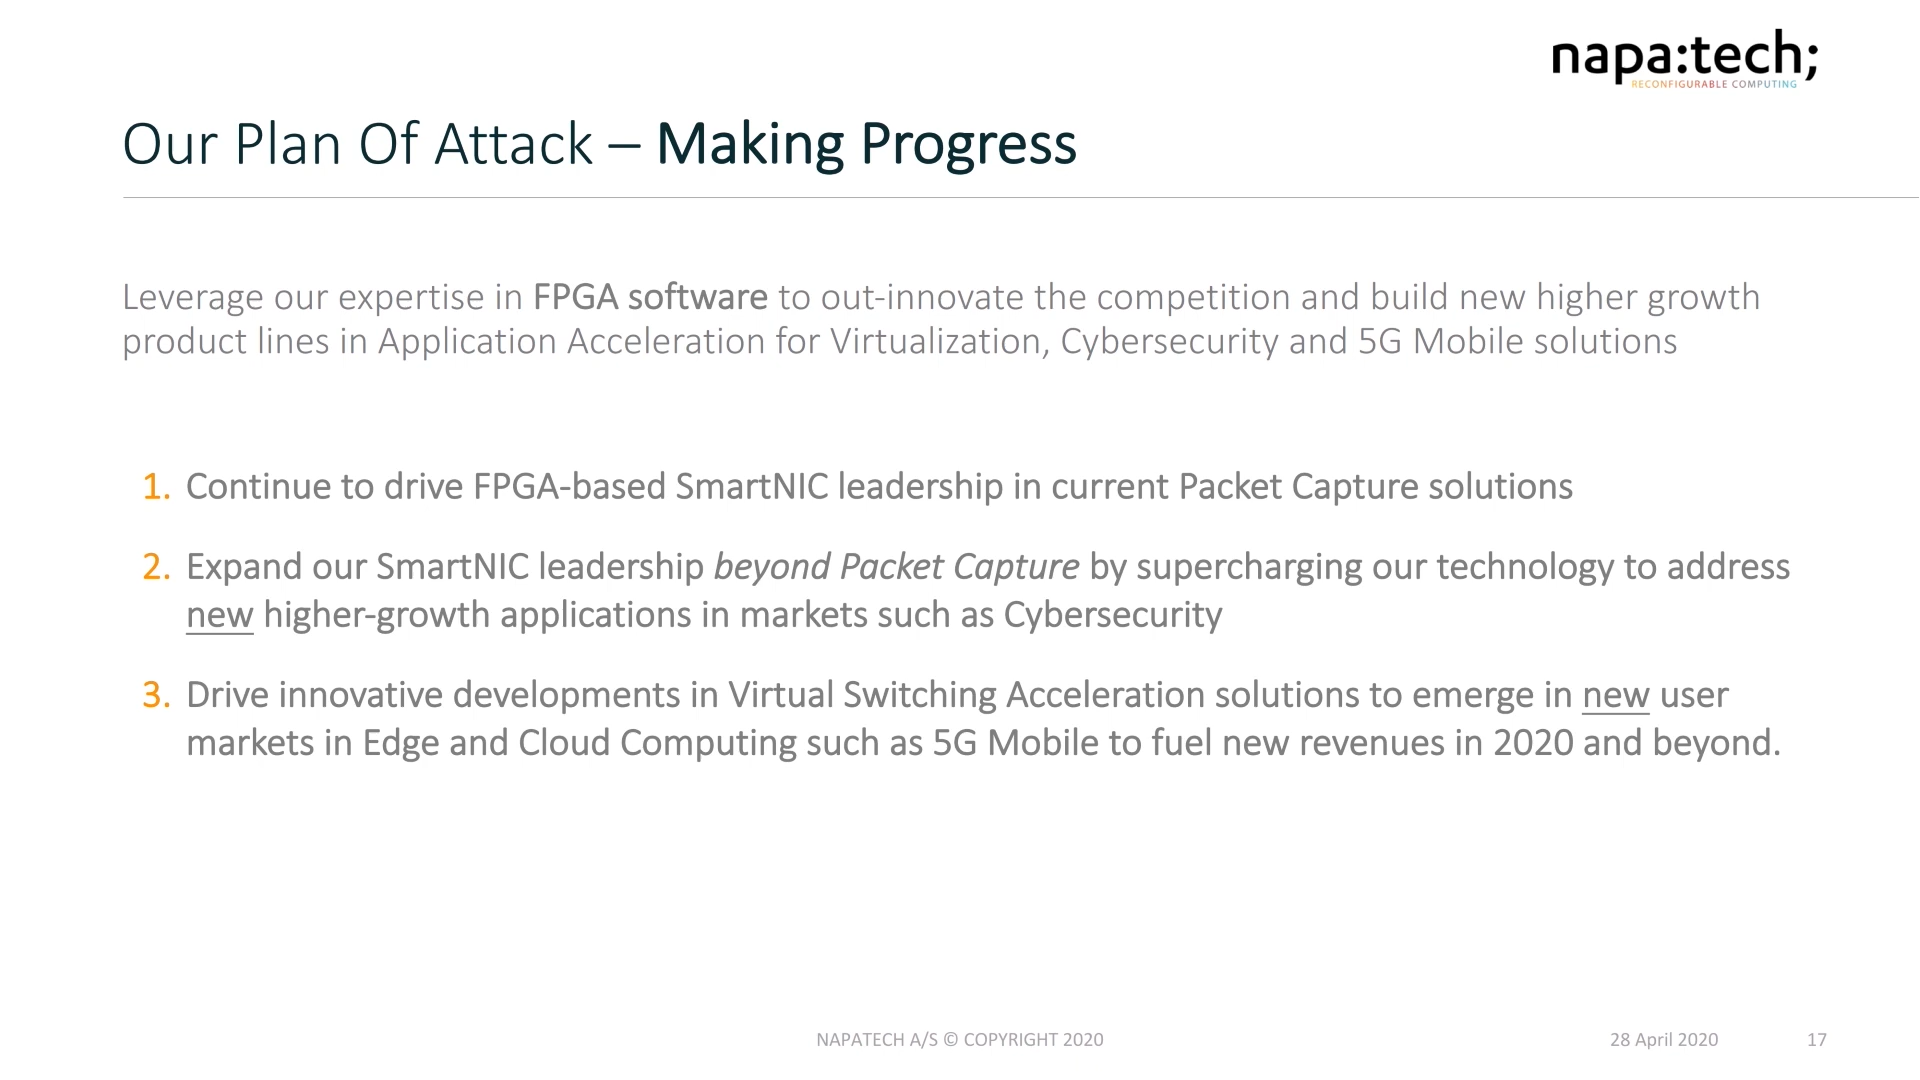 napa:tech;
RECONFIGURABLE COMPUTING
Our Plan Of Attack – Making Progress
Leverage our expertise in FPGA software to out-innovate the competition and build new higher growth
product lines in Application Acceleration for Virtualization, Cybersecurity and 5G Mobile solutions
1. Continue to drive FPGA-based SmartNIC leadership in current Packet Capture solutions
2. Expand our SmartNIC leadership beyond Packet Capture by supercharging our technology to address
new higher-growth applications in markets such as Cybersecurity
3. Drive innovative developments in Virtual Switching Acceleration solutions to emerge in new user
markets in Edge and Cloud Computing such as 5G Mobile to fuel new revenues in 2020 and beyond.
NAPATECH A/S © COPYRIGHT 2020
28 April 2020
17